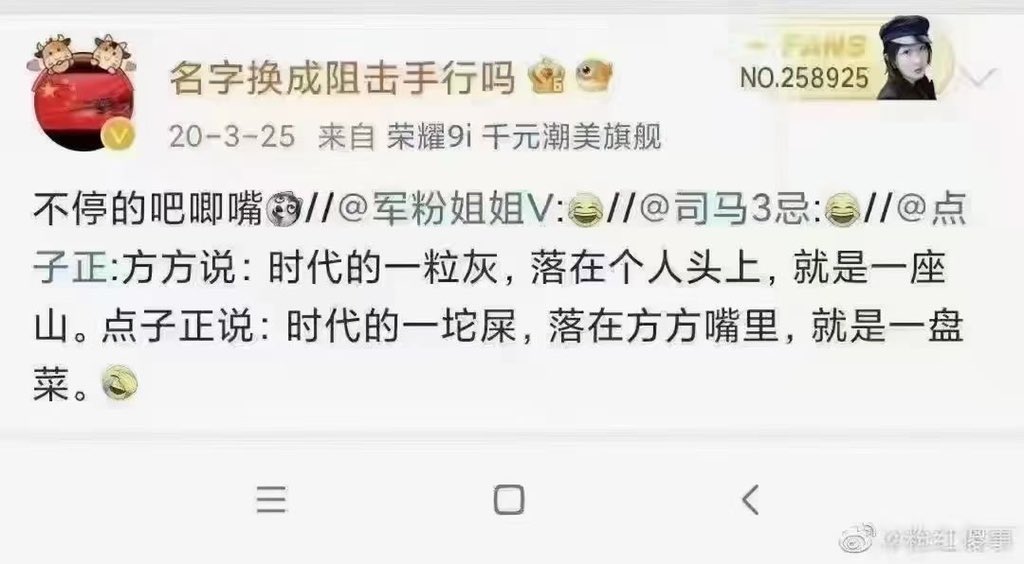 名字换成阻击手行吗
FANS
NO.258925
20-3-25 来自 荣耀9i 千元潮美旗舰
不停的吧唧嘴//@军粉姐姐V://@司马3忌://@点
子正:方方说：时代的一粒灰，落在个人头上，就是一座
山。点子正说：时代的一坨屎，落在方方嘴里，就是一盘
菜。
@粉红傻事